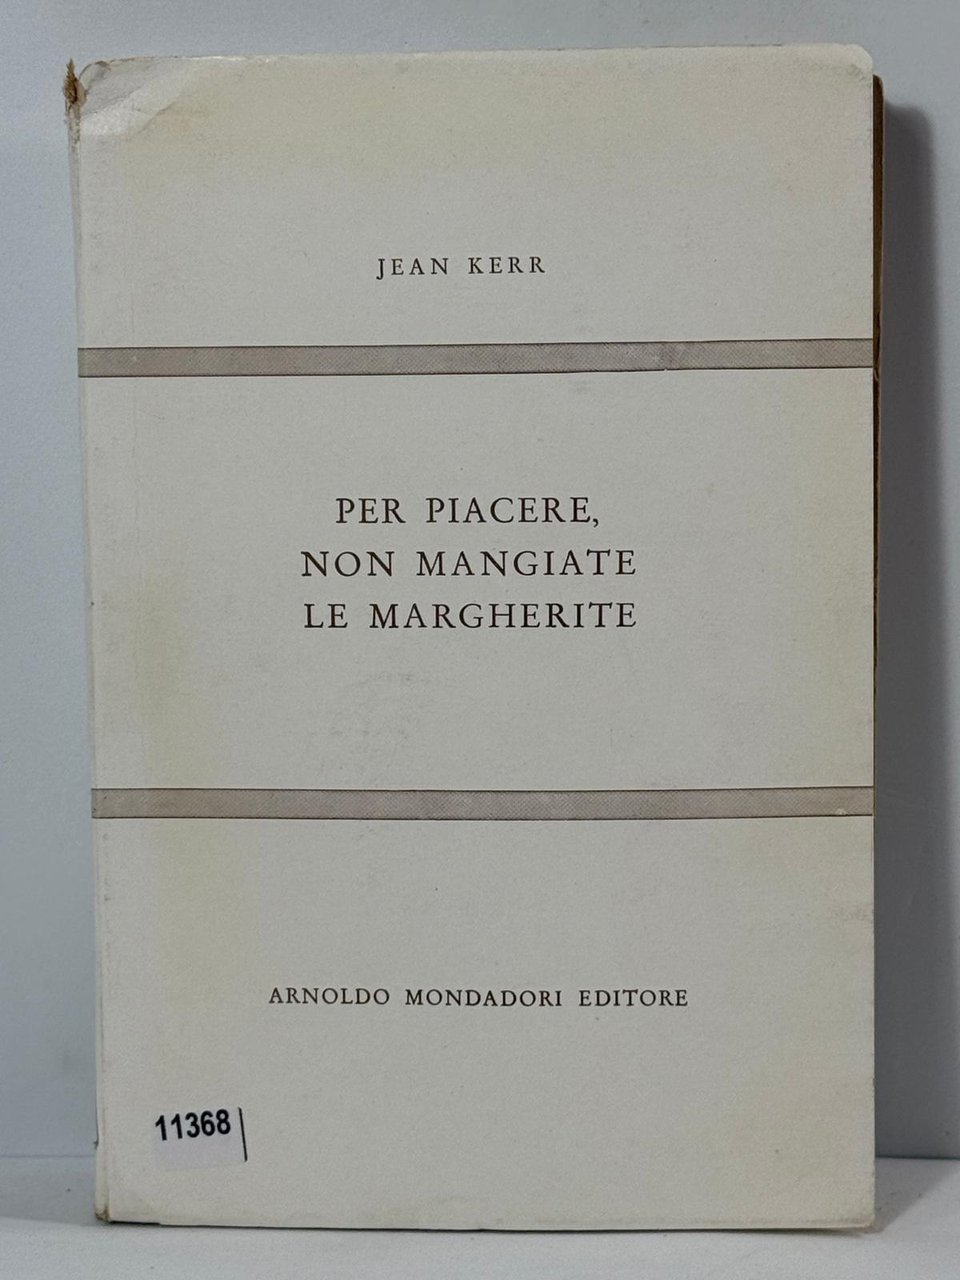 JEAN KERR
PER PIACERE,
NON MANGIATE
LE MARGHERITE
ARNOLDO MONDADORI EDITORE
11368